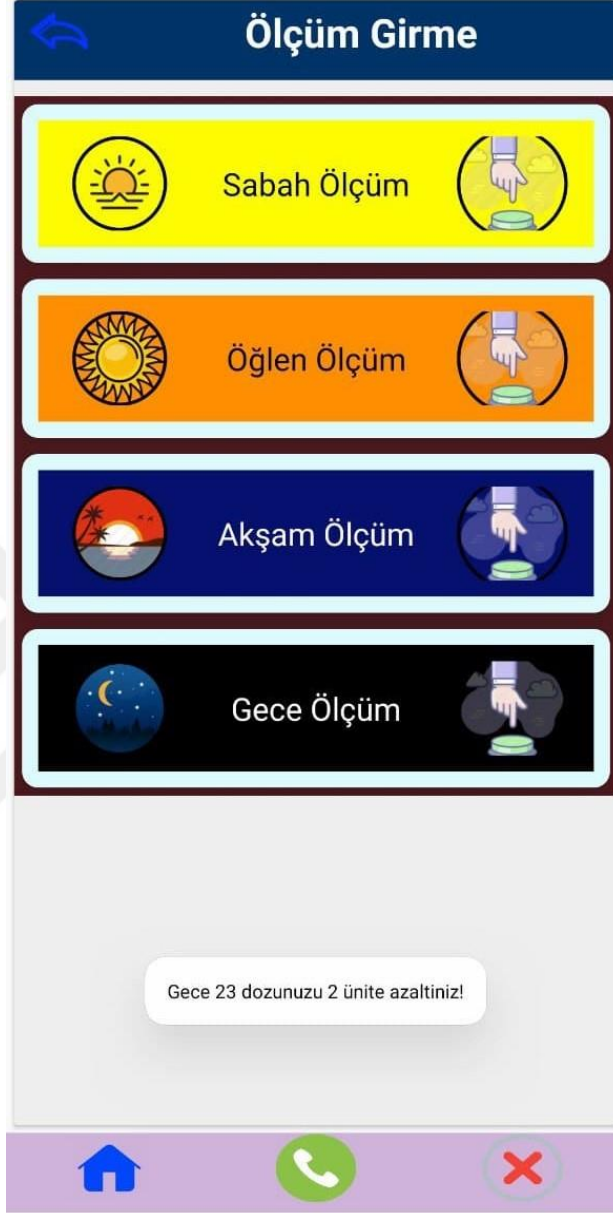 Ölçüm Girme
Sabah Ölçüm
Öğlen Ölçüm
Akşam Ölçüm
Gece Ölçüm
Gece 23 dozunuzu 2 ünite azaltiniz!